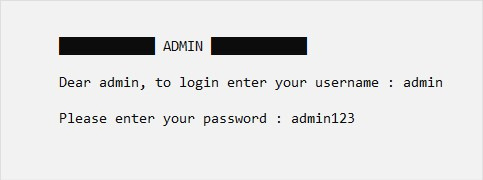 ████████████ ADMIN ████████████
Dear admin, to login enter your username : admin
Please enter your password : admin123